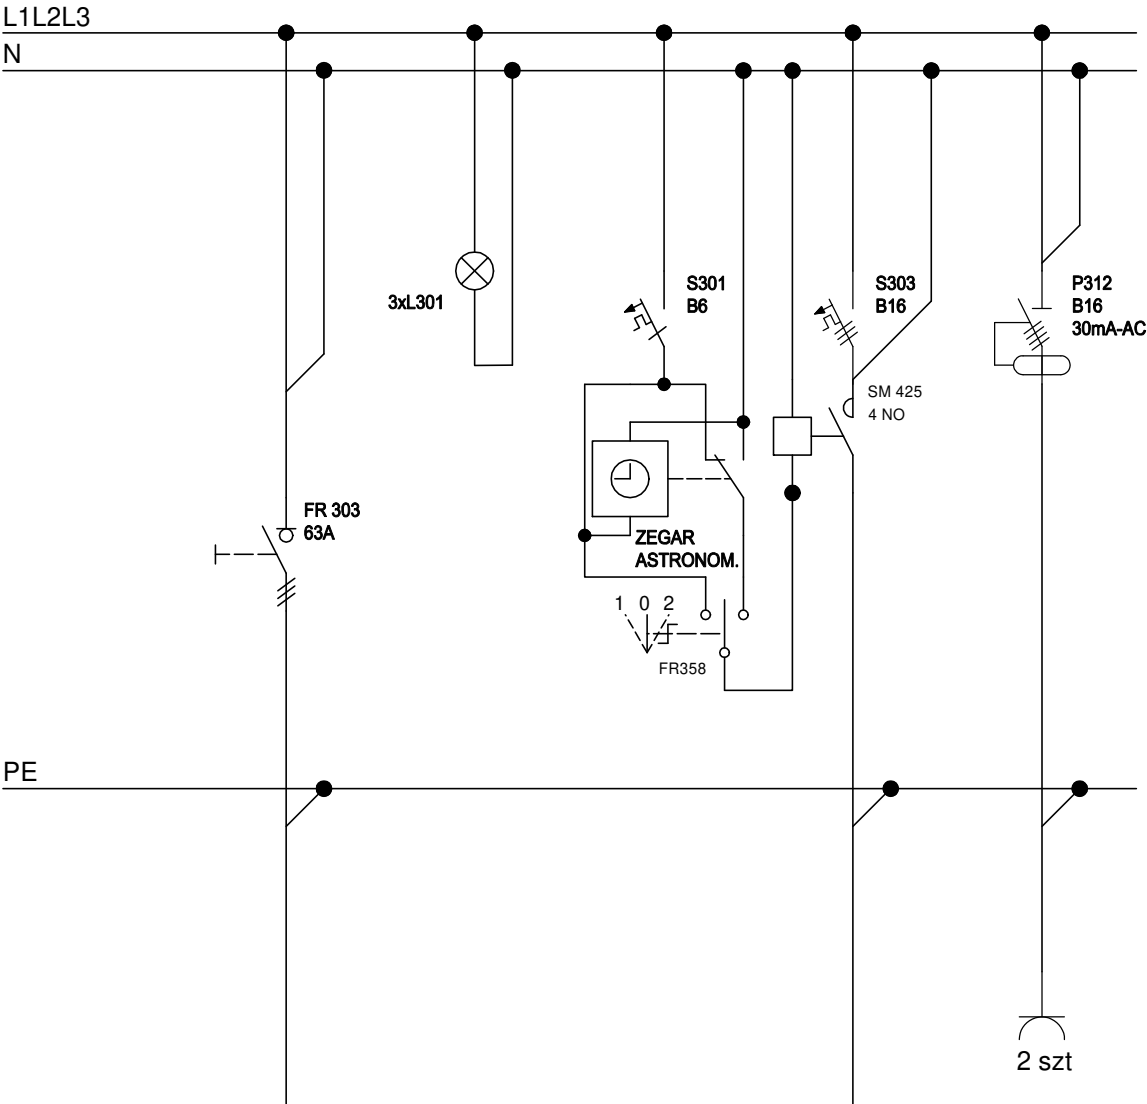 L1L2L3
N
3xL301
S301
B6
S303
B16
P312
B16
30mA-AC
SM 425
4 NO
FR 303
63A
ZEGAR
ASTRONOM.
1 0 2
FR358
PE
2 szt